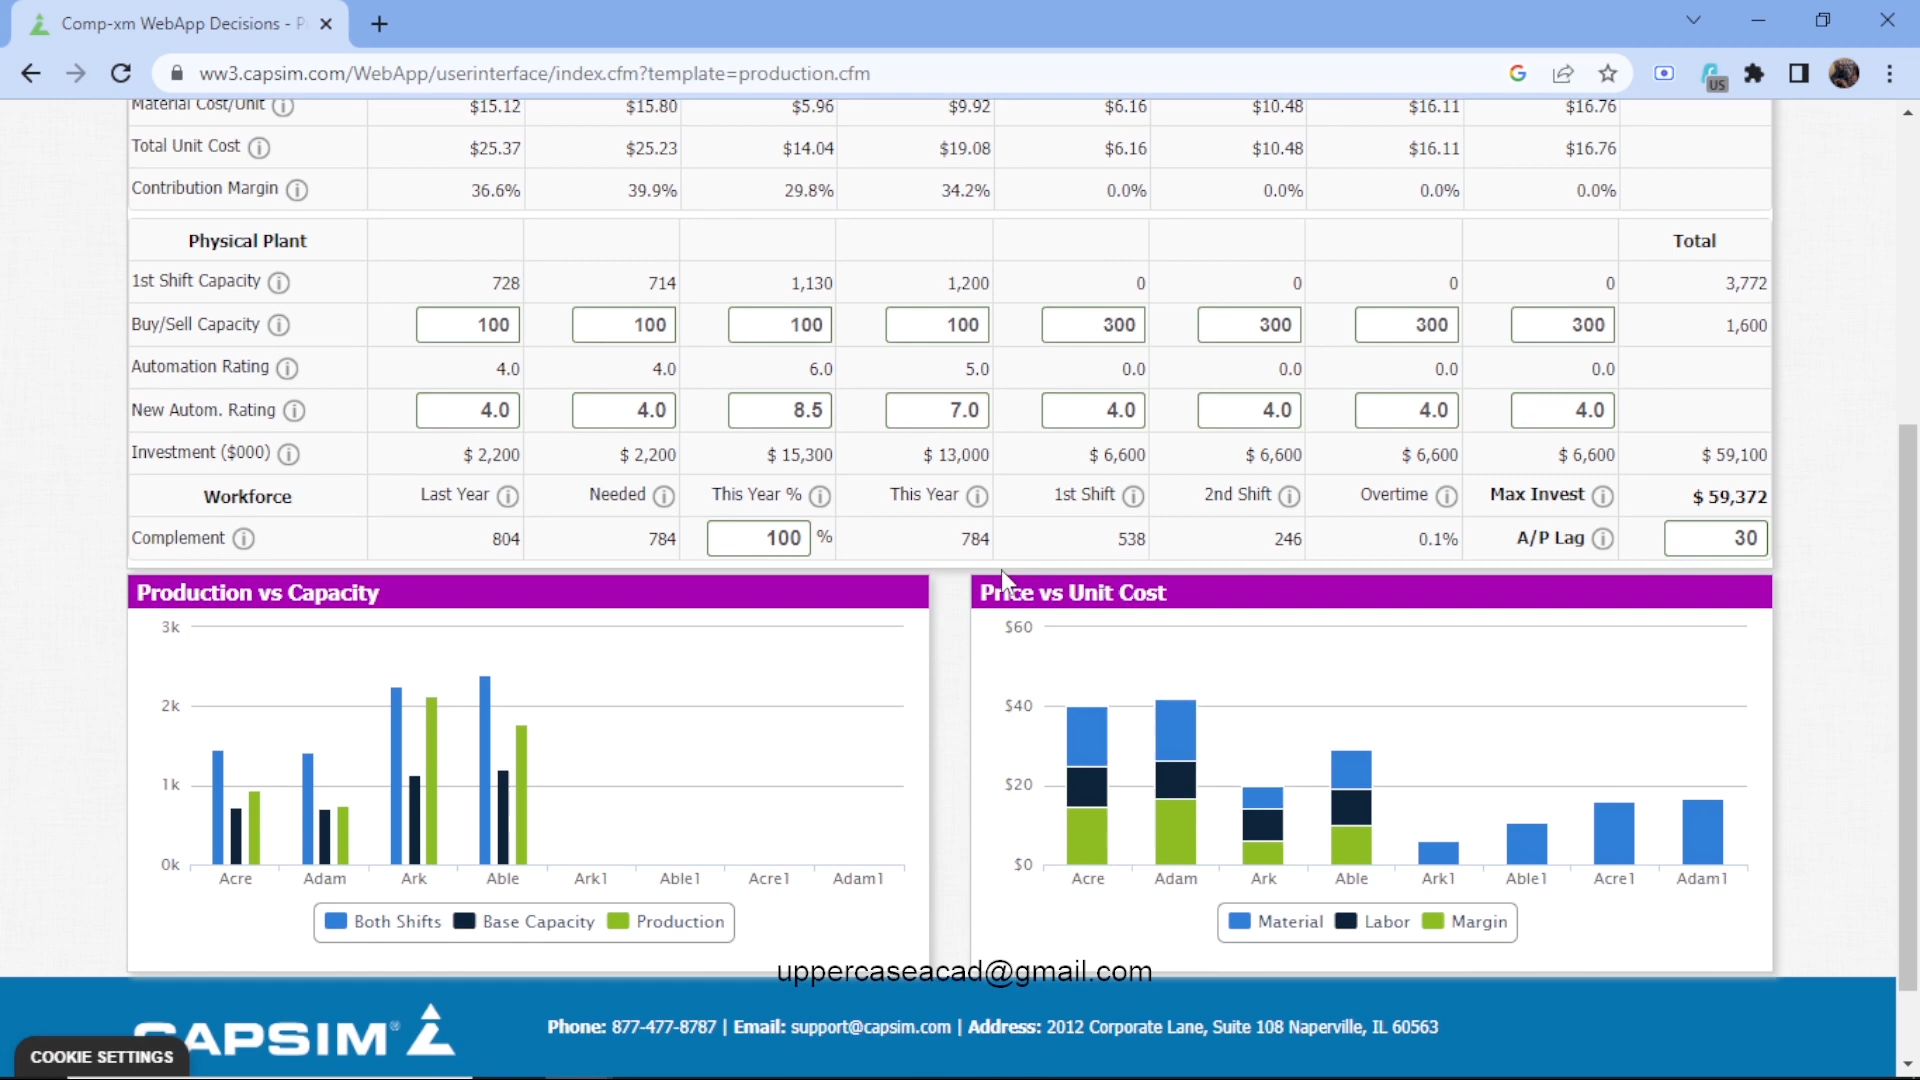 Comp-xm WebApp Decisions - P
ww3.capsim.com/WebApp/userinterface/index.cfm?template=production.cfm
US
Material Cost/Unit $15.12 $15.80 $5.96 $9.92 $6.16 $10.48 $16.11 $16.76
Total Unit Cost $25.37 $25.23 $14.04 $19.08 $6.16 $10.48 $16.11 $16.76
Contribution Margin 36.6% 39.9% 29.8% 34.2% 0.0% 0.0% 0.0% 0.0%
Physical Plant Total
1st Shift Capacity 728 714 1,130 1,200 0 0 0 0 3,772
Buy/Sell Capacity 100 100 100 100 300 300 300 300 1,600
Automation Rating 4.0 4.0 6.0 5.0 0.0 0.0 0.0 0.0
New Autom. Rating 4.0 4.0 8.5 7.0 4.0 4.0 4.0 4.0
Investment ($000) $ 2,200 $ 2,200 $ 15,300 $ 13,000 $ 6,600 $ 6,600 $ 6,600 $ 6,600 $ 59,100
Workforce Last Year Needed This Year % This Year 1st Shift 2nd Shift Overtime Max Invest $ 59,372
Complement 804 784 100 % 784 538 246 0.1% A/P Lag 30
Production vs Capacity
3k
2k
1k
0k
Acre Adam Ark Able Ark1 Able1 Acre1 Adam1
Both Shifts Base Capacity Production
Price vs Unit Cost
$60
$40
$20
$0
Acre Adam Ark Able Ark1 Able1 Acre1 Adam1
Material Labor Margin
uppercaseacad@gmail.com
CAPSIM®
Phone: 877-477-8787 | Email: support@capsim.com | Address: 2012 Corporate Lane, Suite 108 Naperville, IL 60563
COOKIE SETTINGS